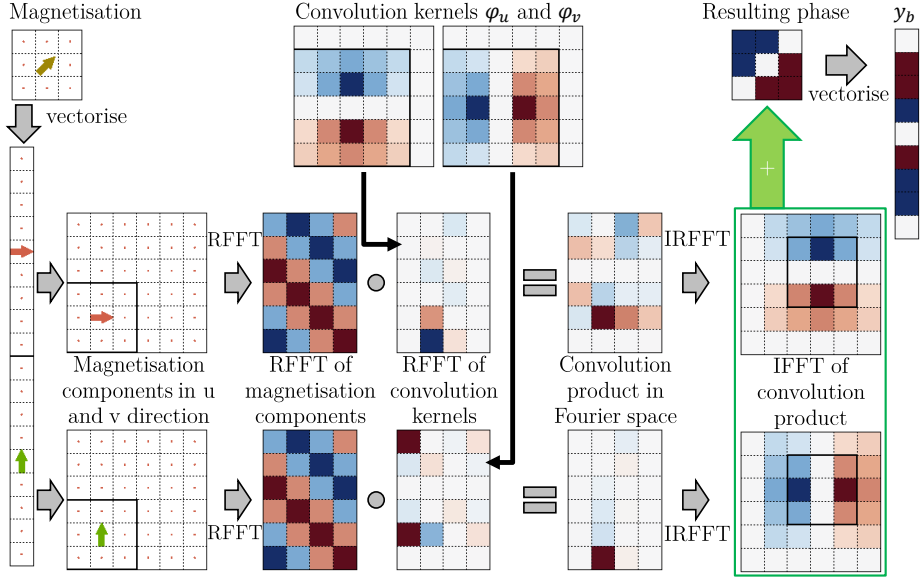 Magnetisation
Convolution kernels φ_u and φ_v
Resulting phase
y_b
vectorise
vectorise
+
RFFT
IRFFT
Magnetisation
components in u
and v direction
RFFT of
magnetisation
components
RFFT of
convolution
kernels
Convolution
product in
Fourier space
IFFT of
convolution
product
RFFT
IRFFT